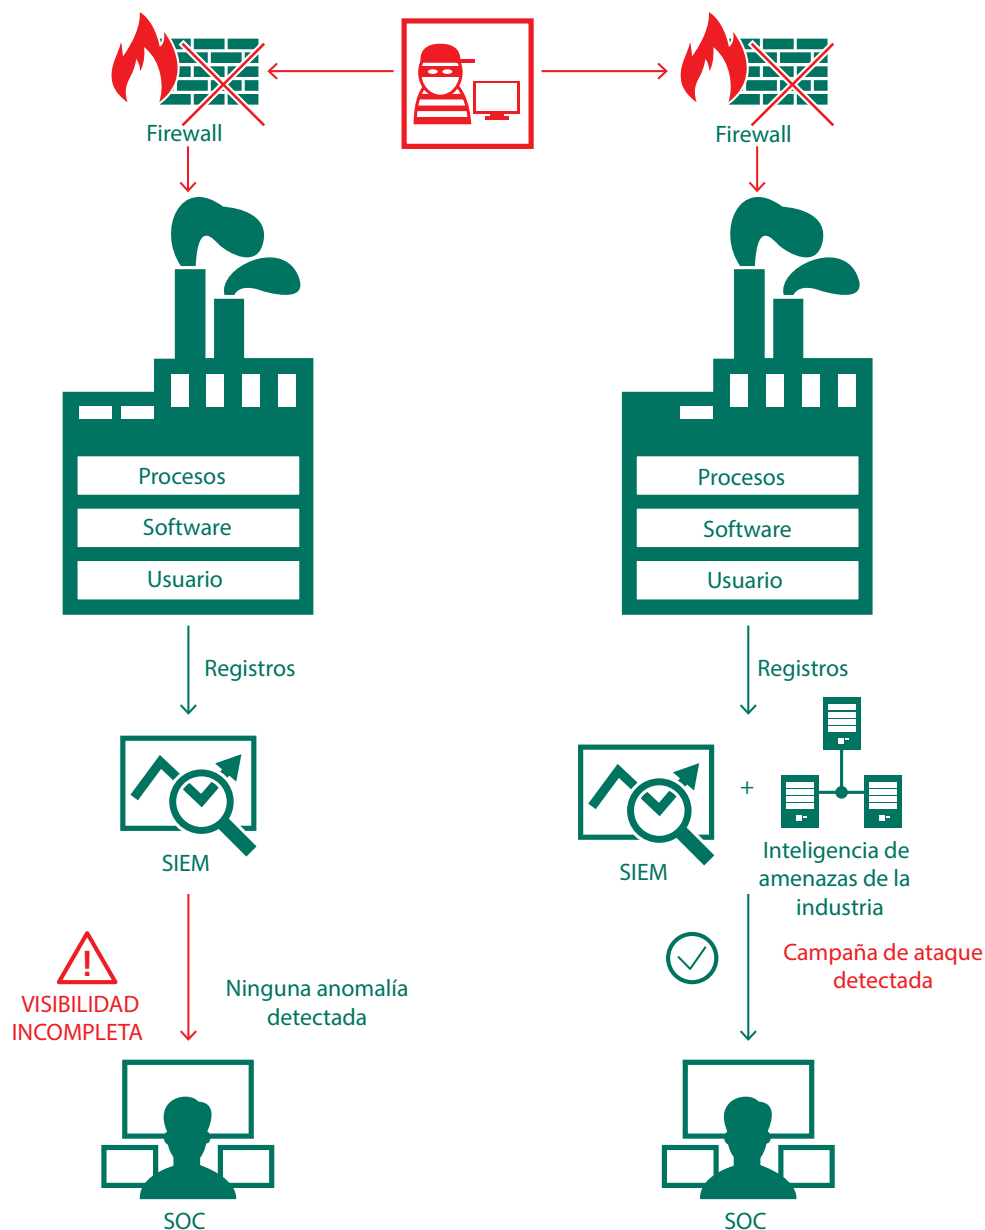 Firewall
Firewall
Procesos
Software
Usuario
Procesos
Software
Usuario
Registros
Registros
SIEM
SIEM
+
Inteligencia de
amenazas de la
industria
!
VISIBILIDAD
INCOMPLETA
Ninguna anomalía
detectada
Campaña de ataque
detectada
SOC
SOC